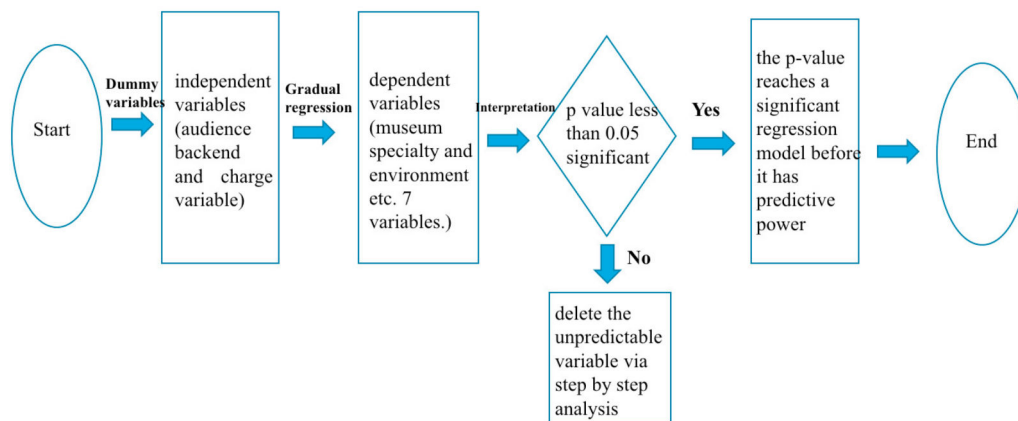 Start
Dummy
variables
independent
variables
(audience
backend
and charge
variable)
Gradual
regression
dependent
variables
(museum
specialty and
environment
etc. 7
variables.)
Interpretation
p value less
than 0.05
significant
Yes
the p-value
reaches a
significant
regression
model before
it has
predictive
power
End
No
delete the
unpredictable
variable via
step by step
analysis